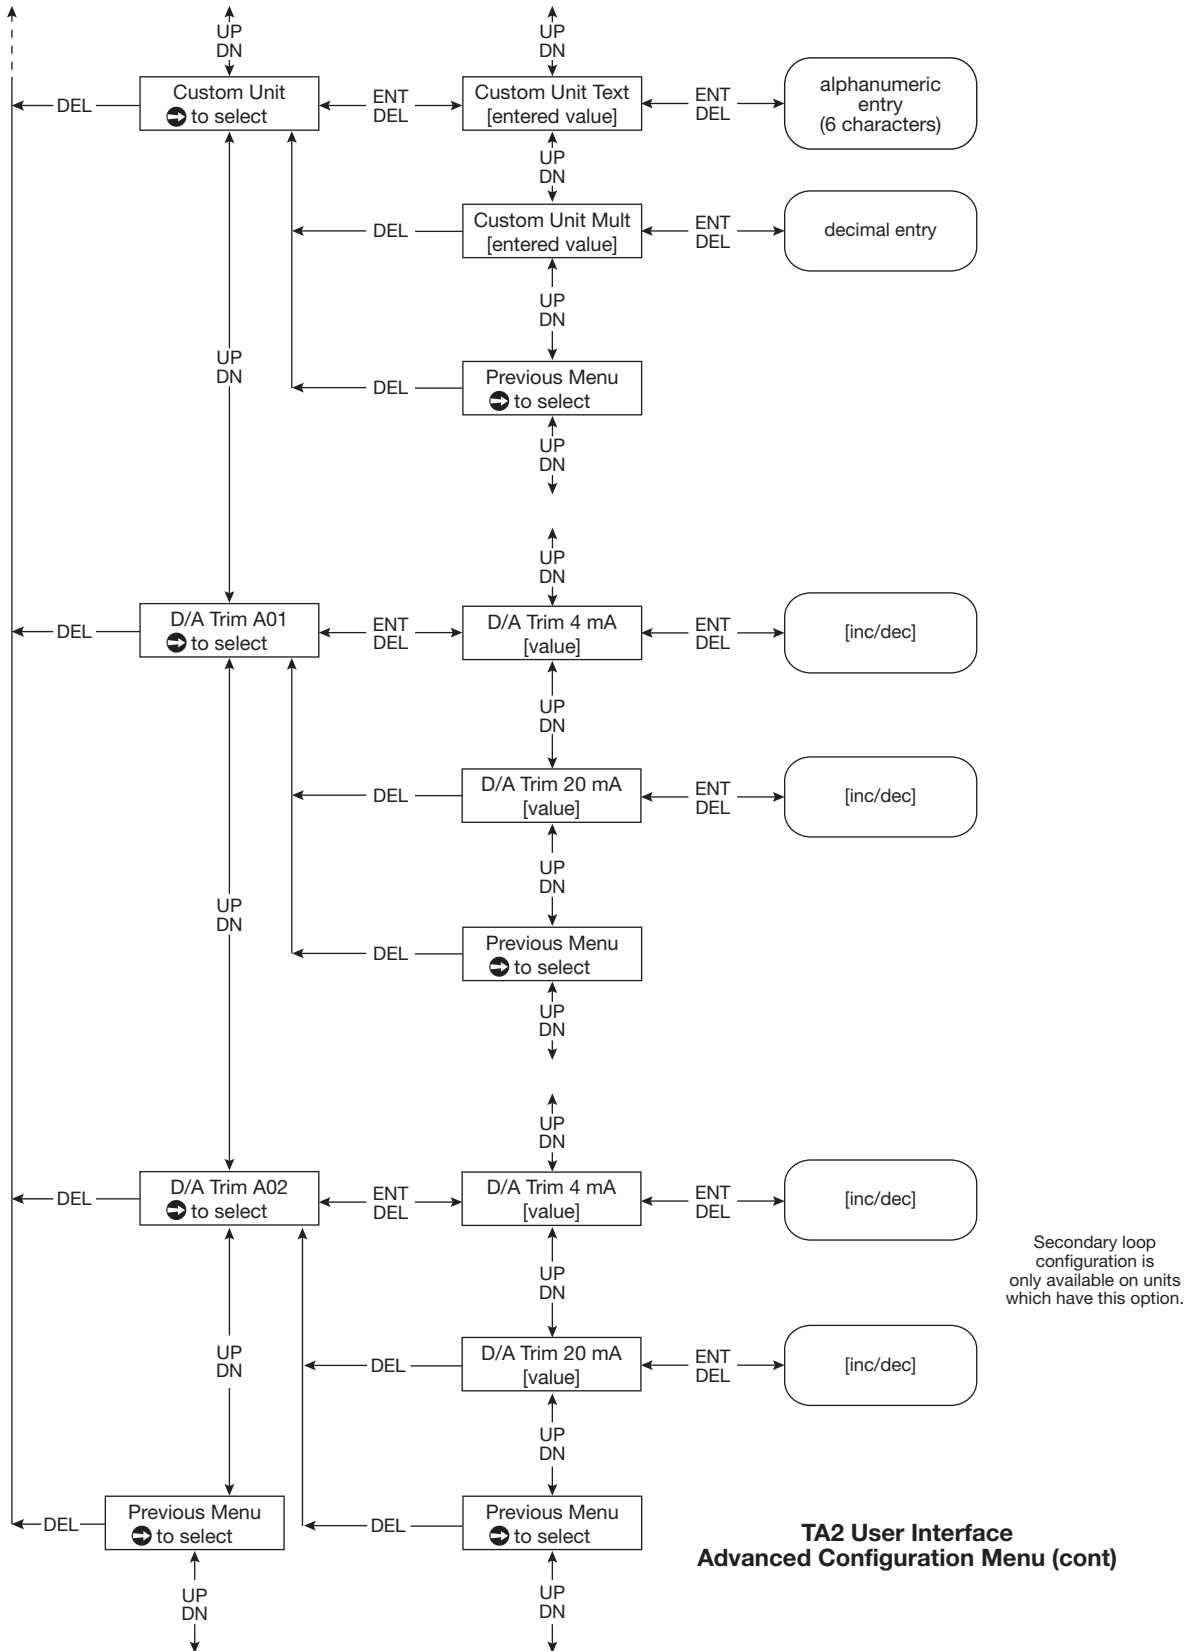 UP
DN
UP
DN
DEL
Custom Unit
to select
ENT
DEL
Custom Unit Text
[entered value]
ENT
DEL
alphanumeric
entry
(6 characters)
UP
DN
DEL
Custom Unit Mult
[entered value]
ENT
DEL
decimal entry
UP
DN
UP
DN
DEL
Previous Menu
to select
UP
DN
UP
DN
DEL
D/A Trim A01
to select
ENT
DEL
D/A Trim 4 mA
[value]
ENT
DEL
[inc/dec]
UP
DN
DEL
D/A Trim 20 mA
[value]
ENT
DEL
[inc/dec]
UP
DN
UP
DN
DEL
Previous Menu
to select
UP
DN
UP
DN
DEL
D/A Trim A02
to select
ENT
DEL
D/A Trim 4 mA
[value]
ENT
DEL
[inc/dec]
Secondary loop
configuration is
only available on units
which have this option.
UP
DN
UP
DN
DEL
D/A Trim 20 mA
[value]
ENT
DEL
[inc/dec]
UP
DN
DEL
Previous Menu
to select
DEL
Previous Menu
to select
UP
DN
UP
DN
TA2 User Interface
Advanced Configuration Menu (cont)